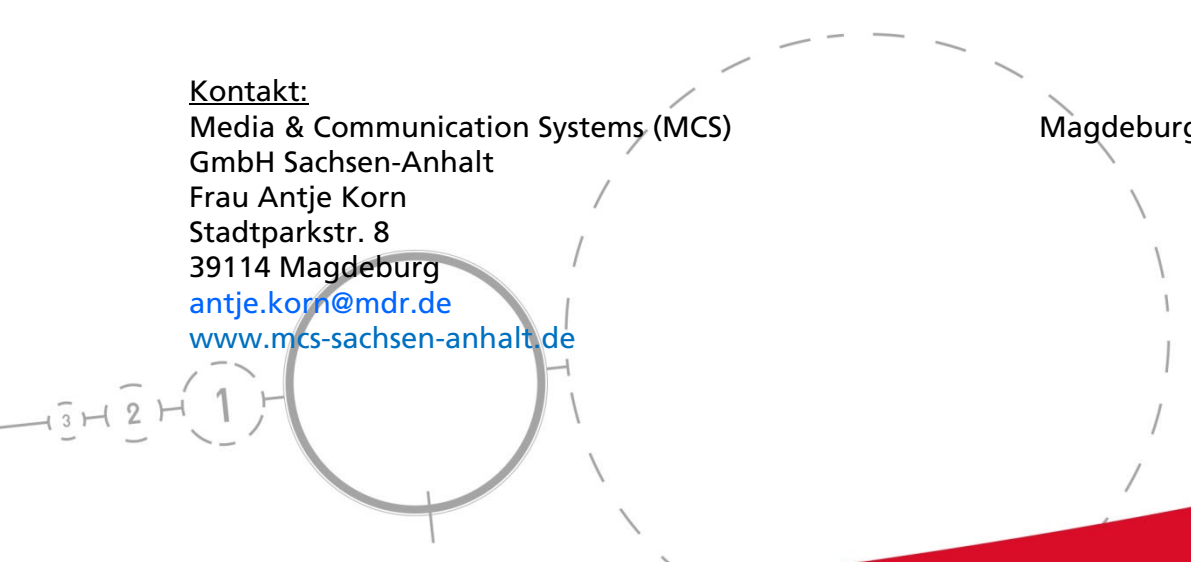 Kontakt:
Media & Communication Systems (MCS) Magdeburg
GmbH Sachsen-Anhalt
Frau Antje Korn
Stadtparkstr. 8
39114 Magdeburg
antje.korn@mdr.de
www.mcs-sachsen-anhalt.de
3 2 1